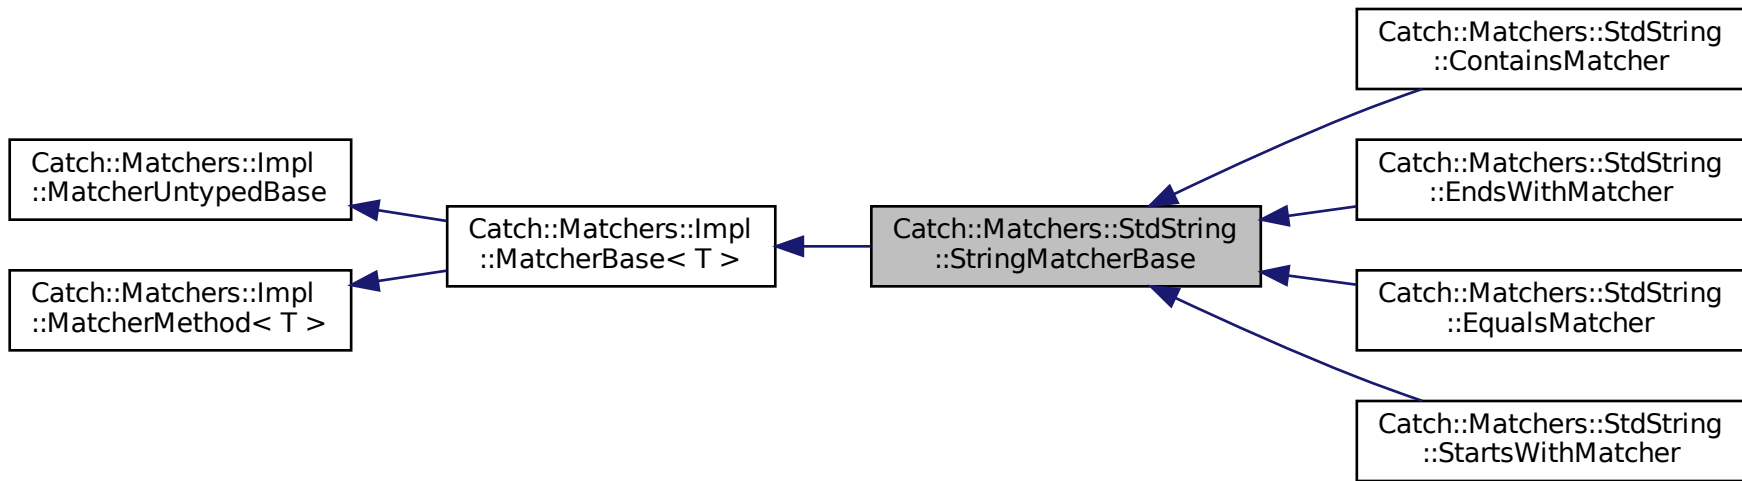 Catch::Matchers::Impl
::MatcherUntypedBase
Catch::Matchers::Impl
::MatcherMethod< T >
Catch::Matchers::Impl
::MatcherBase< T >
Catch::Matchers::StdString
::StringMatcherBase
Catch::Matchers::StdString
::ContainsMatcher
Catch::Matchers::StdString
::EndsWithMatcher
Catch::Matchers::StdString
::EqualsMatcher
Catch::Matchers::StdString
::StartsWithMatcher